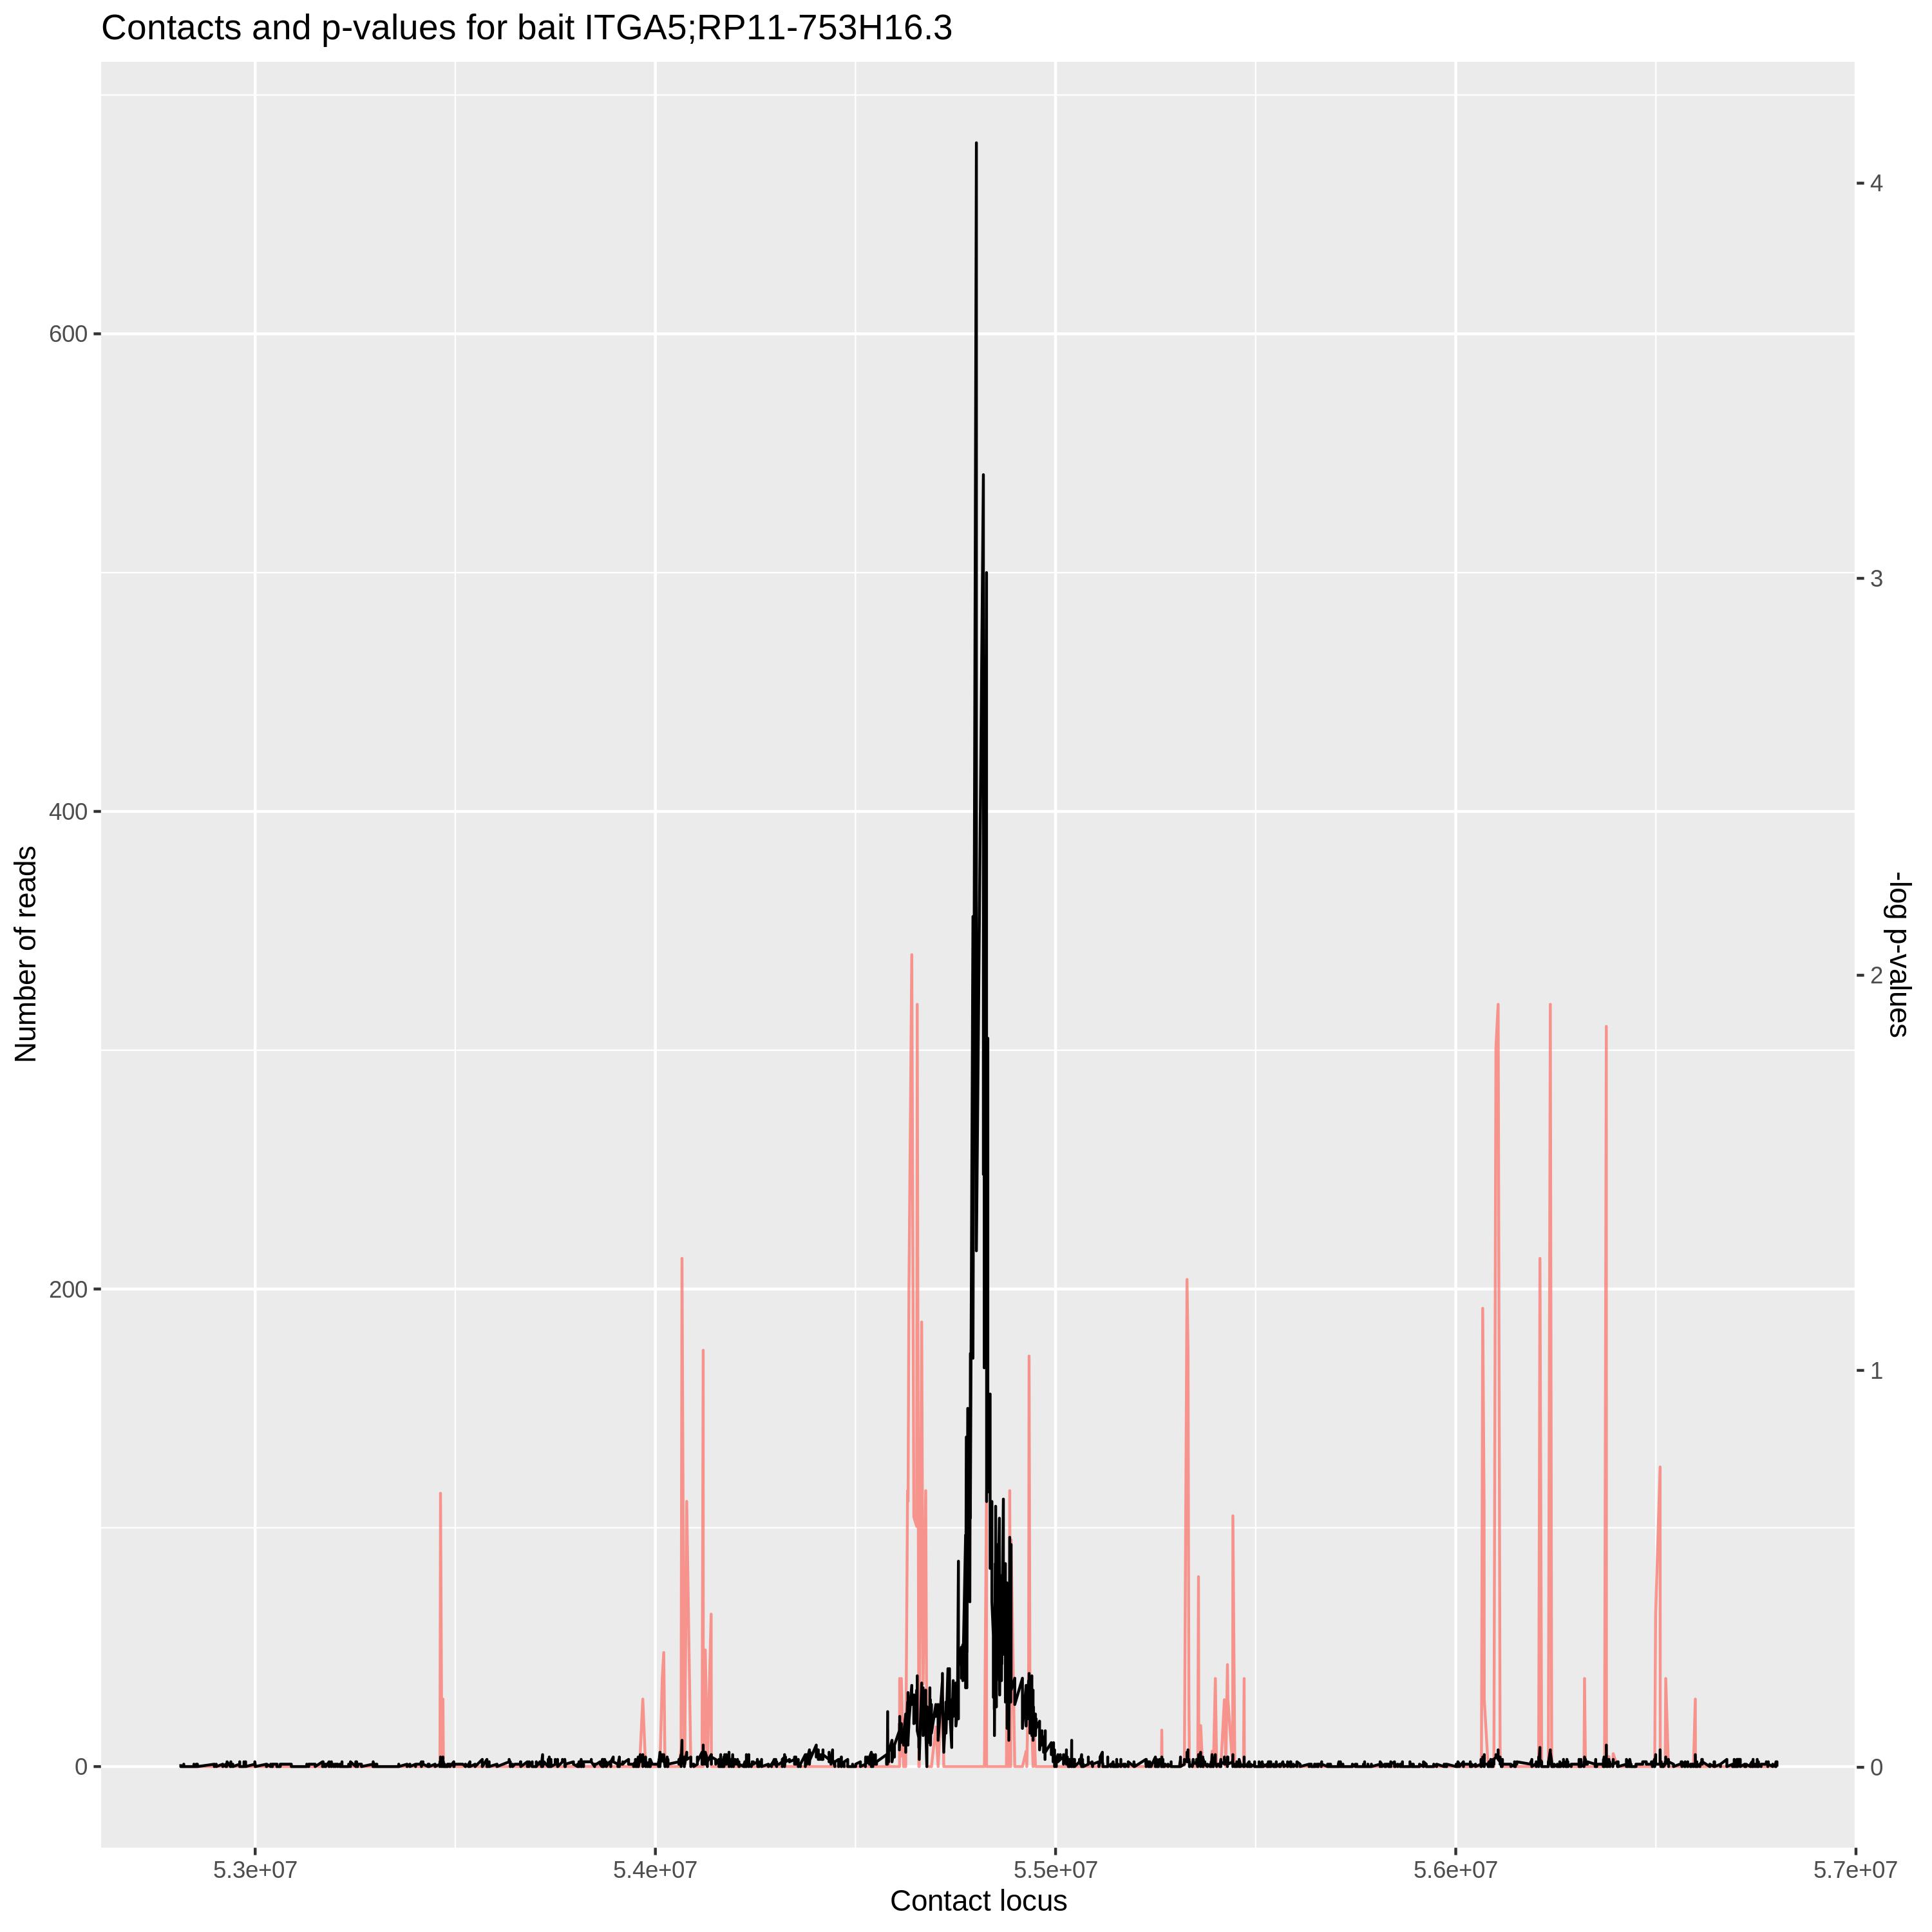 Contacts and p-values for bait ITGA5;RP11-753H16.3
Number of reads
600
400
200
0
4
3
2
1
0
-log p-values
5.3e+07
5.4e+07
5.5e+07
5.6e+07
5.7e+07
Contact locus